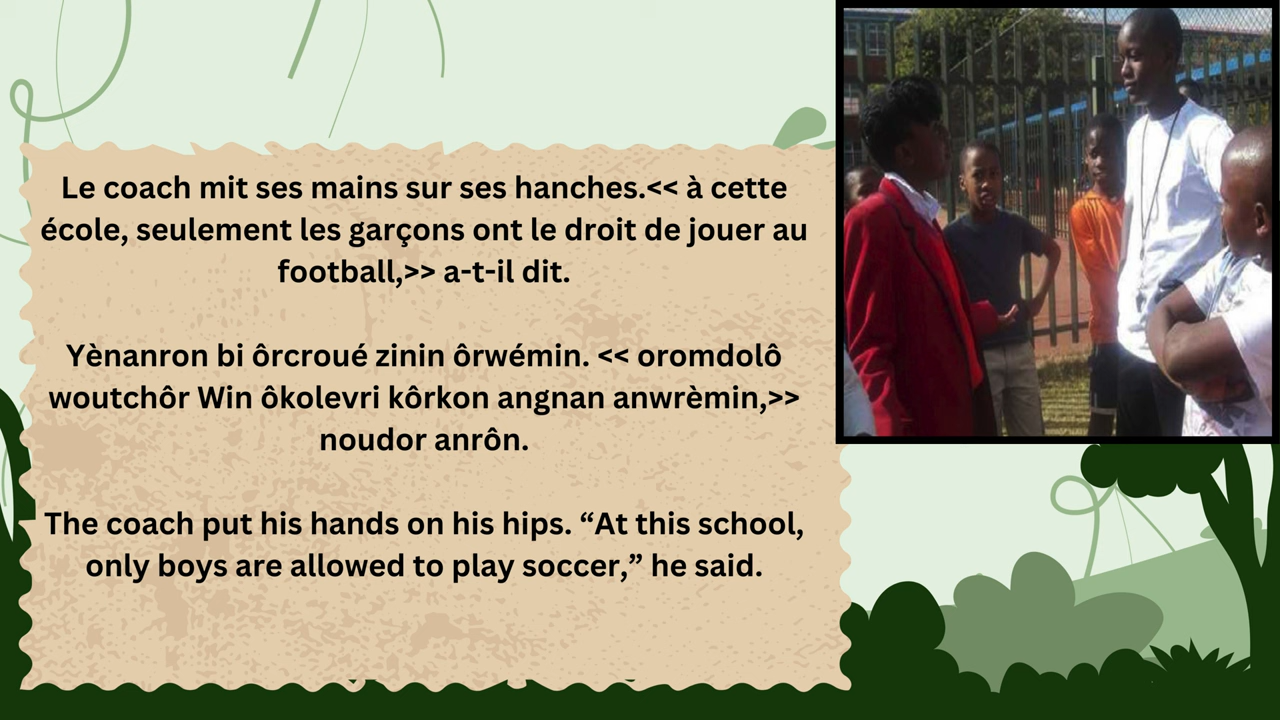 Le coach mit ses mains sur ses hanches.<< à cette
école, seulement les garçons ont le droit de jouer au
football,>> a-t-il dit.
Yènanron bi ôrcroué zinin ôrwémin. << oromdolô
woutchôr Win ôkolevri kôrkon angnan anwrèmin,>>
noudor anrôn.
The coach put his hands on his hips. “At this school,
only boys are allowed to play soccer,” he said.